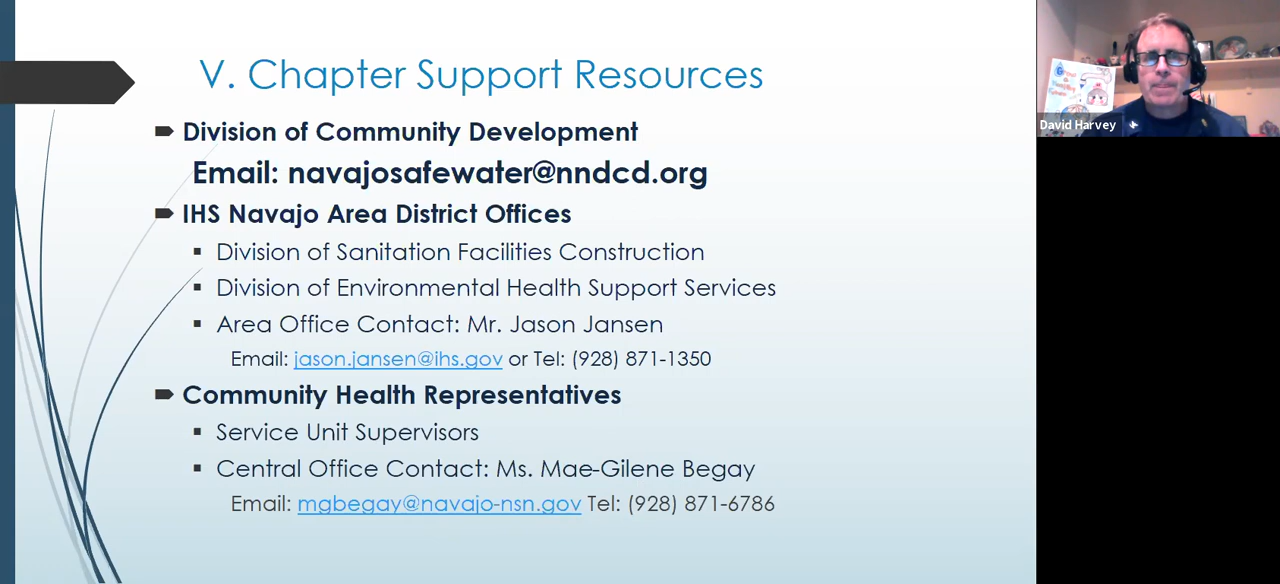 V. Chapter Support Resources
Division of Community Development
Email: navajosafewater@nndcd.org
IHS Navajo Area District Offices
Division of Sanitation Facilities Construction
Division of Environmental Health Support Services
Area Office Contact: Mr. Jason Jansen
Email: jason.jansen@ihs.gov or Tel: (928) 871-1350
Community Health Representatives
Service Unit Supervisors
Central Office Contact: Ms. Mae-Gilene Begay
Email: mgbegay@navajo-nsn.gov Tel: (928) 871-6786
David Harvey